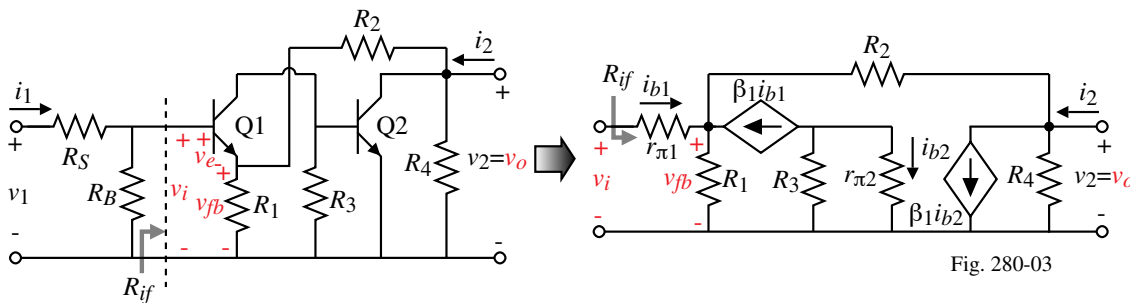 R2
i2
+
i1
Q1
Q2
+
RS
+
+
ve-
+
R4
v2=vo
v1
RB
vi
vfb
R1
R3
-
-
-
-
Rif
R2
Rif
ib1
β1ib1
i2
+
rπ1
+
ib2
+
vi
vfb
R1
R3
rπ2
R4
v2=vo
-
-
β1ib2
-
Fig. 280-03